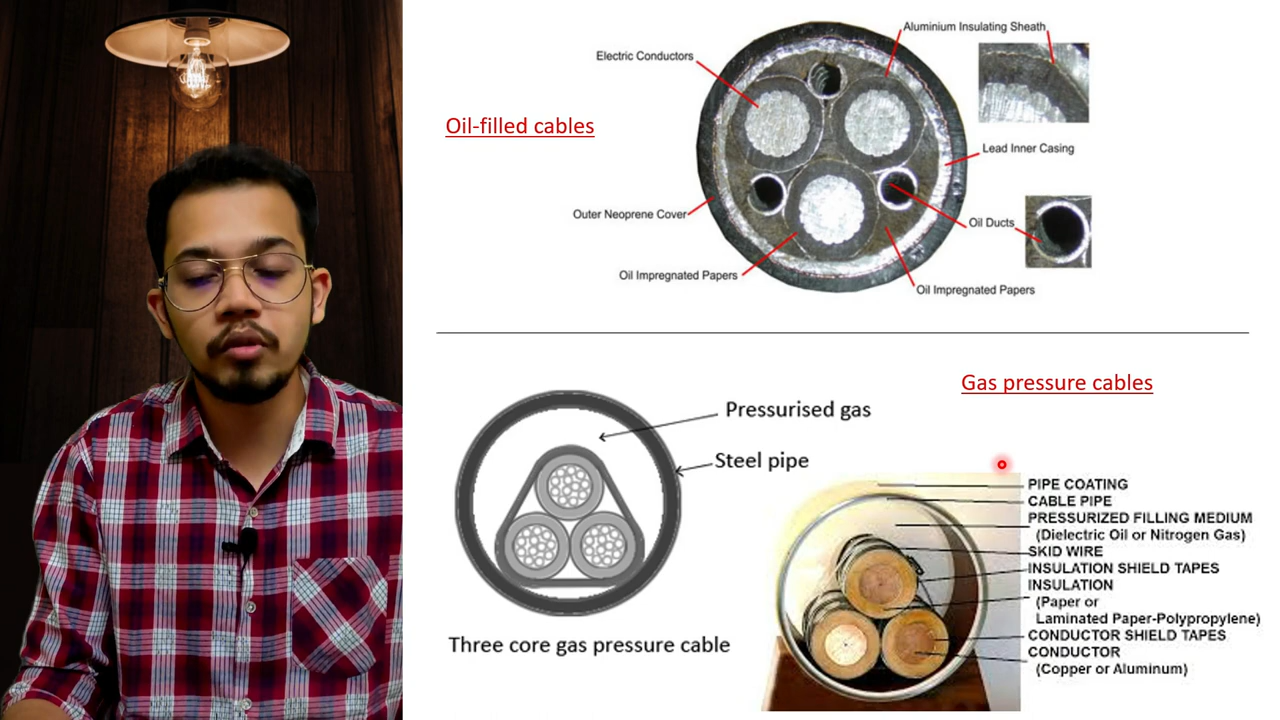 Aluminium Insulating Sheath
Electric Conductors
Oil-filled cables
Lead Inner Casing
Outer Neoprene Cover
Oil Ducts
Oil Impregnated Papers
Oil Impregnated Papers
Gas pressure cables
Pressurised gas
Steel pipe
Three core gas pressure cable
PIPE COATING
CABLE PIPE
PRESSURIZED FILLING MEDIUM
(Dielectric Oil or Nitrogen Gas)
SKID WIRE
INSULATION SHIELD TAPES
INSULATION
(Paper or
Laminated Paper-Polypropylene)
CONDUCTOR SHIELD TAPES
CONDUCTOR
(Copper or Aluminum)